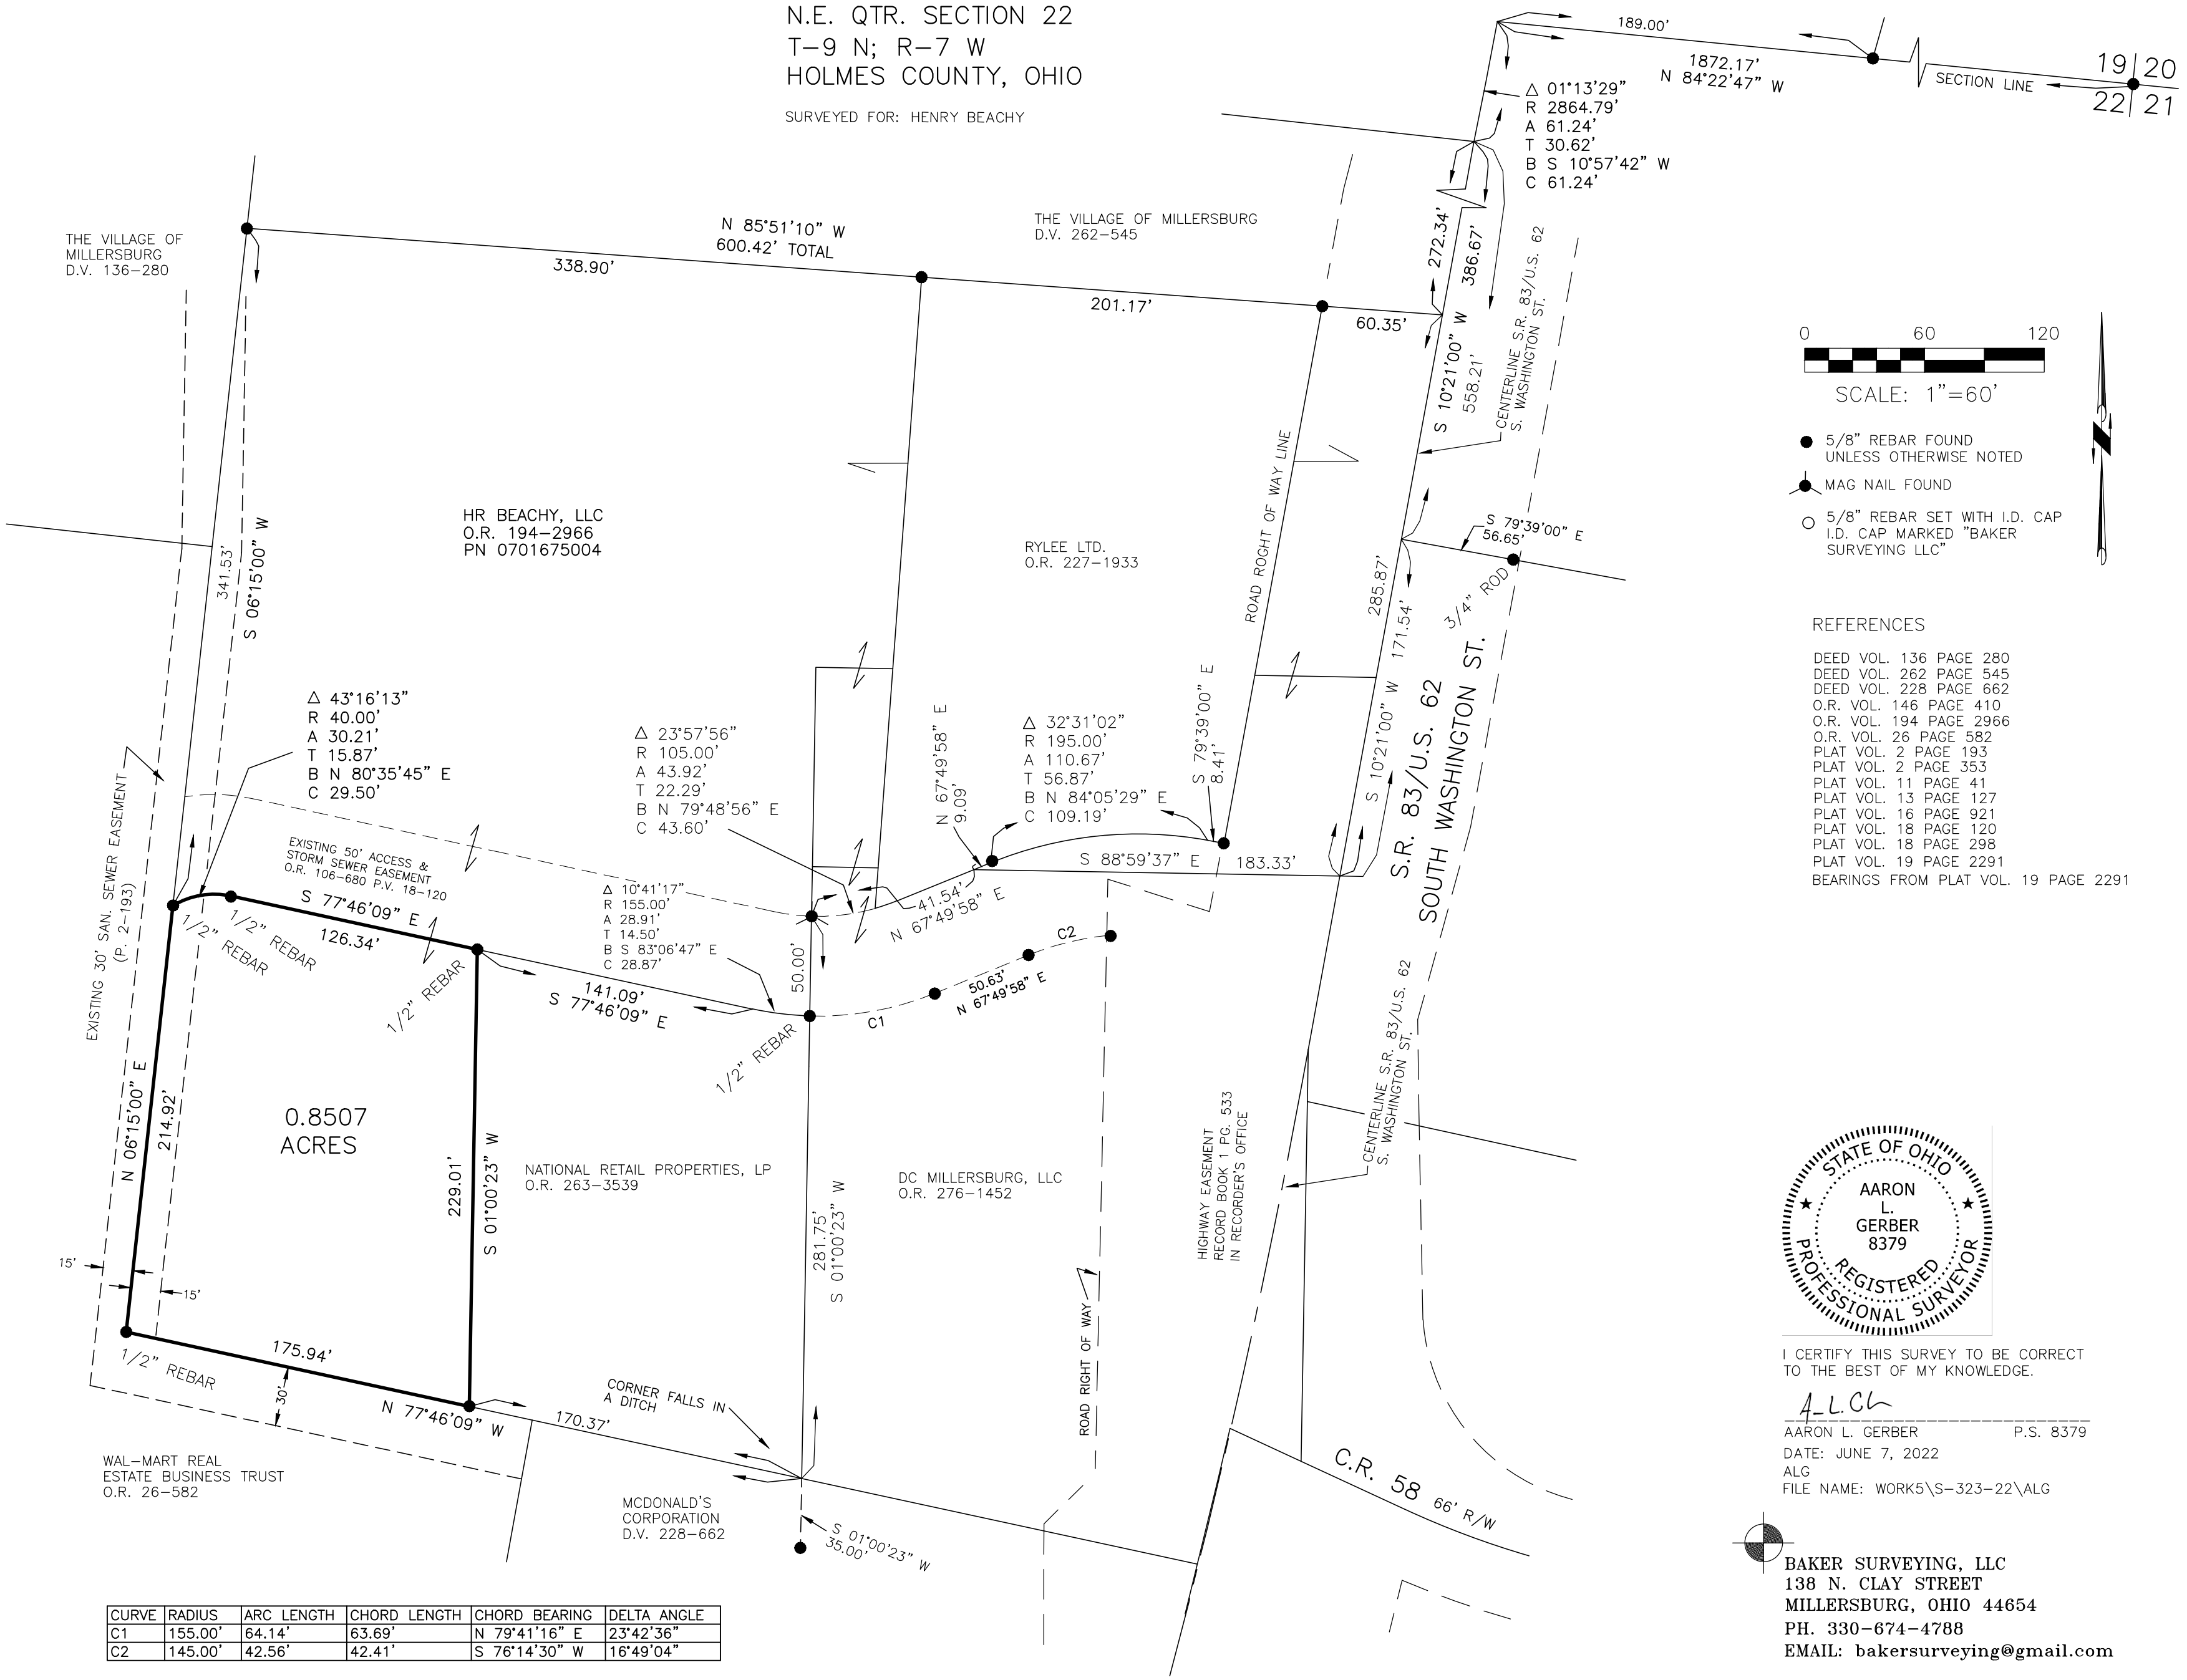 N.E. QTR. SECTION 22
T-9 N; R-7 W
HOLMES COUNTY, OHIO
SURVEYED FOR: HENRY BEACHY
189.00'
1872.17'
N 84°22'47" W
SECTION LINE
19 20
22 21
Δ 01°13'29"
R 2864.79'
A 61.24'
T 30.62'
B S 10°57'42" W
C 61.24'
THE VILLAGE OF
MILLERSBURG
D.V. 136-280
N 85°51'10" W
600.42' TOTAL
338.90'
THE VILLAGE OF MILLERSBURG
D.V. 262-545
201.17'
60.35'
272.34'
386.67'
S 10°21'00" W
558.21'
CENTERLINE S.R. 83/U.S. 62
S. WASHINGTON ST.
0 60 120
SCALE: 1"=60'
5/8" REBAR FOUND
UNLESS OTHERWISE NOTED
MAG NAIL FOUND
5/8" REBAR SET WITH I.D. CAP
I.D. CAP MARKED "BAKER
SURVEYING LLC"
N
341.53'
S 06°15'00" W
HR BEACHY, LLC
O.R. 194-2966
PN 0701675004
RYLEE LTD.
O.R. 227-1933
ROAD ROGHT OF WAY LINE
S 79°39'00" E
56.65'
3/4" ROD
285.87'
171.54'
S 10°21'00" W
S.R. 83/U.S. 62
SOUTH WASHINGTON ST.
REFERENCES
DEED VOL. 136 PAGE 280
DEED VOL. 262 PAGE 545
DEED VOL. 228 PAGE 662
O.R. VOL. 146 PAGE 410
O.R. VOL. 194 PAGE 2966
O.R. VOL. 26 PAGE 582
PLAT VOL. 2 PAGE 193
PLAT VOL. 2 PAGE 353
PLAT VOL. 11 PAGE 41
PLAT VOL. 13 PAGE 127
PLAT VOL. 16 PAGE 921
PLAT VOL. 18 PAGE 120
PLAT VOL. 18 PAGE 298
PLAT VOL. 19 PAGE 2291
BEARINGS FROM PLAT VOL. 19 PAGE 2291
Δ 43°16'13"
R 40.00'
A 30.21'
T 15.87'
B N 80°35'45" E
C 29.50'
Δ 23°57'56"
R 105.00'
A 43.92'
T 22.29'
B N 79°48'56" E
C 43.60'
N 67°49'58" E
9.09'
Δ 32°31'02"
R 195.00'
A 110.67'
T 56.87'
B N 84°05'29" E
C 109.19'
S 79°39'00" E
8.41'
EXISTING 30' SAN. SEWER EASEMENT
(P. 2-193)
EXISTING 50' ACCESS &
STORM SEWER EASEMENT
O.R. 106-680 P.V. 18-120
S 77°46'09" E
126.34'
1/2" REBAR
1/2" REBAR
1/2" REBAR
Δ 10°41'17"
R 155.00'
A 28.91'
T 14.50'
B S 83°06'47" E
C 28.87'
141.09'
S 77°46'09" E
50.00'
1/2" REBAR
41.54'
N 67°49'58" E
S 88°59'37" E 183.33'
C1
50.63'
N 67°49'58" E
C2
N 06°15'00" E
214.92'
0.8507
ACRES
229.01'
S 01°00'23" W
NATIONAL RETAIL PROPERTIES, LP
O.R. 263-3539
281.75'
S 01°00'23" W
DC MILLERSBURG, LLC
O.R. 276-1452
ROAD RIGHT OF WAY
HIGHWAY EASEMENT
RECORD BOOK 1 PG. 533
IN RECORDER'S OFFICE
CENTERLINE S.R. 83/U.S. 62
S. WASHINGTON ST.
15'
15'
175.94'
1/2" REBAR
30'
N 77°46'09" W
170.37'
CORNER FALLS IN
A DITCH
WAL-MART REAL
ESTATE BUSINESS TRUST
O.R. 26-582
MCDONALD'S
CORPORATION
D.V. 228-662
S 01°00'23" W
35.00'
C.R. 58 66' R/W
STATE OF OHIO
AARON
L.
GERBER
8379
REGISTERED
PROFESSIONAL SURVEYOR
I CERTIFY THIS SURVEY TO BE CORRECT
TO THE BEST OF MY KNOWLEDGE.
AARON L. GERBER P.S. 8379
DATE: JUNE 7, 2022
ALG
FILE NAME: WORK5\S-323-22\ALG
BAKER SURVEYING, LLC
138 N. CLAY STREET
MILLERSBURG, OHIO 44654
PH. 330-674-4788
EMAIL: bakersurveying@gmail.com
CURVE RADIUS ARC LENGTH CHORD LENGTH CHORD BEARING DELTA ANGLE
C1 155.00' 64.14' 63.69' N 79°41'16" E 23°42'36"
C2 145.00' 42.56' 42.41' S 76°14'30" W 16°49'04"